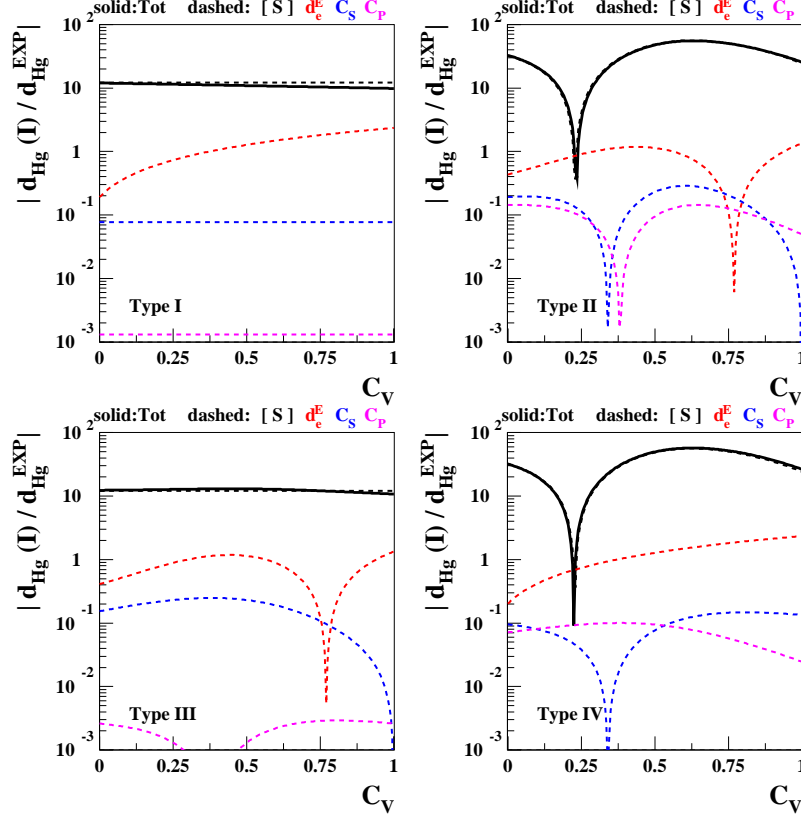 solid:Tot dashed: [ S ] d_e^E C_S C_P
| d_Hg (I) / d_Hg^EXP |
10^2
10
1
10^-1
10^-2
10^-3
Type I
0 0.25 0.5 0.75 1
C_V
solid:Tot dashed: [ S ] d_e^E C_S C_P
| d_Hg (I) / d_Hg^EXP |
10^2
10
1
10^-1
10^-2
10^-3
Type II
0 0.25 0.5 0.75 1
C_V
solid:Tot dashed: [ S ] d_e^E C_S C_P
| d_Hg (I) / d_Hg^EXP |
10^2
10
1
10^-1
10^-2
10^-3
Type III
0 0.25 0.5 0.75 1
C_V
solid:Tot dashed: [ S ] d_e^E C_S C_P
| d_Hg (I) / d_Hg^EXP |
10^2
10
1
10^-1
10^-2
10^-3
Type IV
0 0.25 0.5 0.75 1
C_V